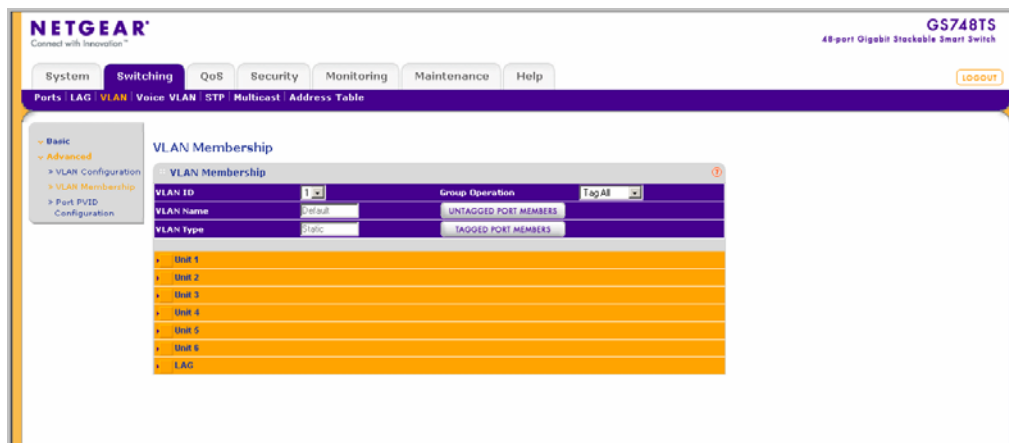 NETGEAR
Connect with Innovation™
GS748TS
48-port Gigabit Stackable Smart Switch
System Switching QoS Security Monitoring Maintenance Help
LOGOUT
Ports LAG VLAN Voice VLAN STP Multicast Address Table
Basic
Advanced
VLAN Configuration
VLAN Membership
Port PVID
Configuration
VLAN Membership
VLAN Membership ?
VLAN ID 1 Group Operation Tag All
VLAN Name Default UNTAGGED PORT MEMBERS
VLAN Type Static TAGGED PORT MEMBERS
Unit 1
Unit 2
Unit 3
Unit 4
Unit 5
Unit 6
LAG